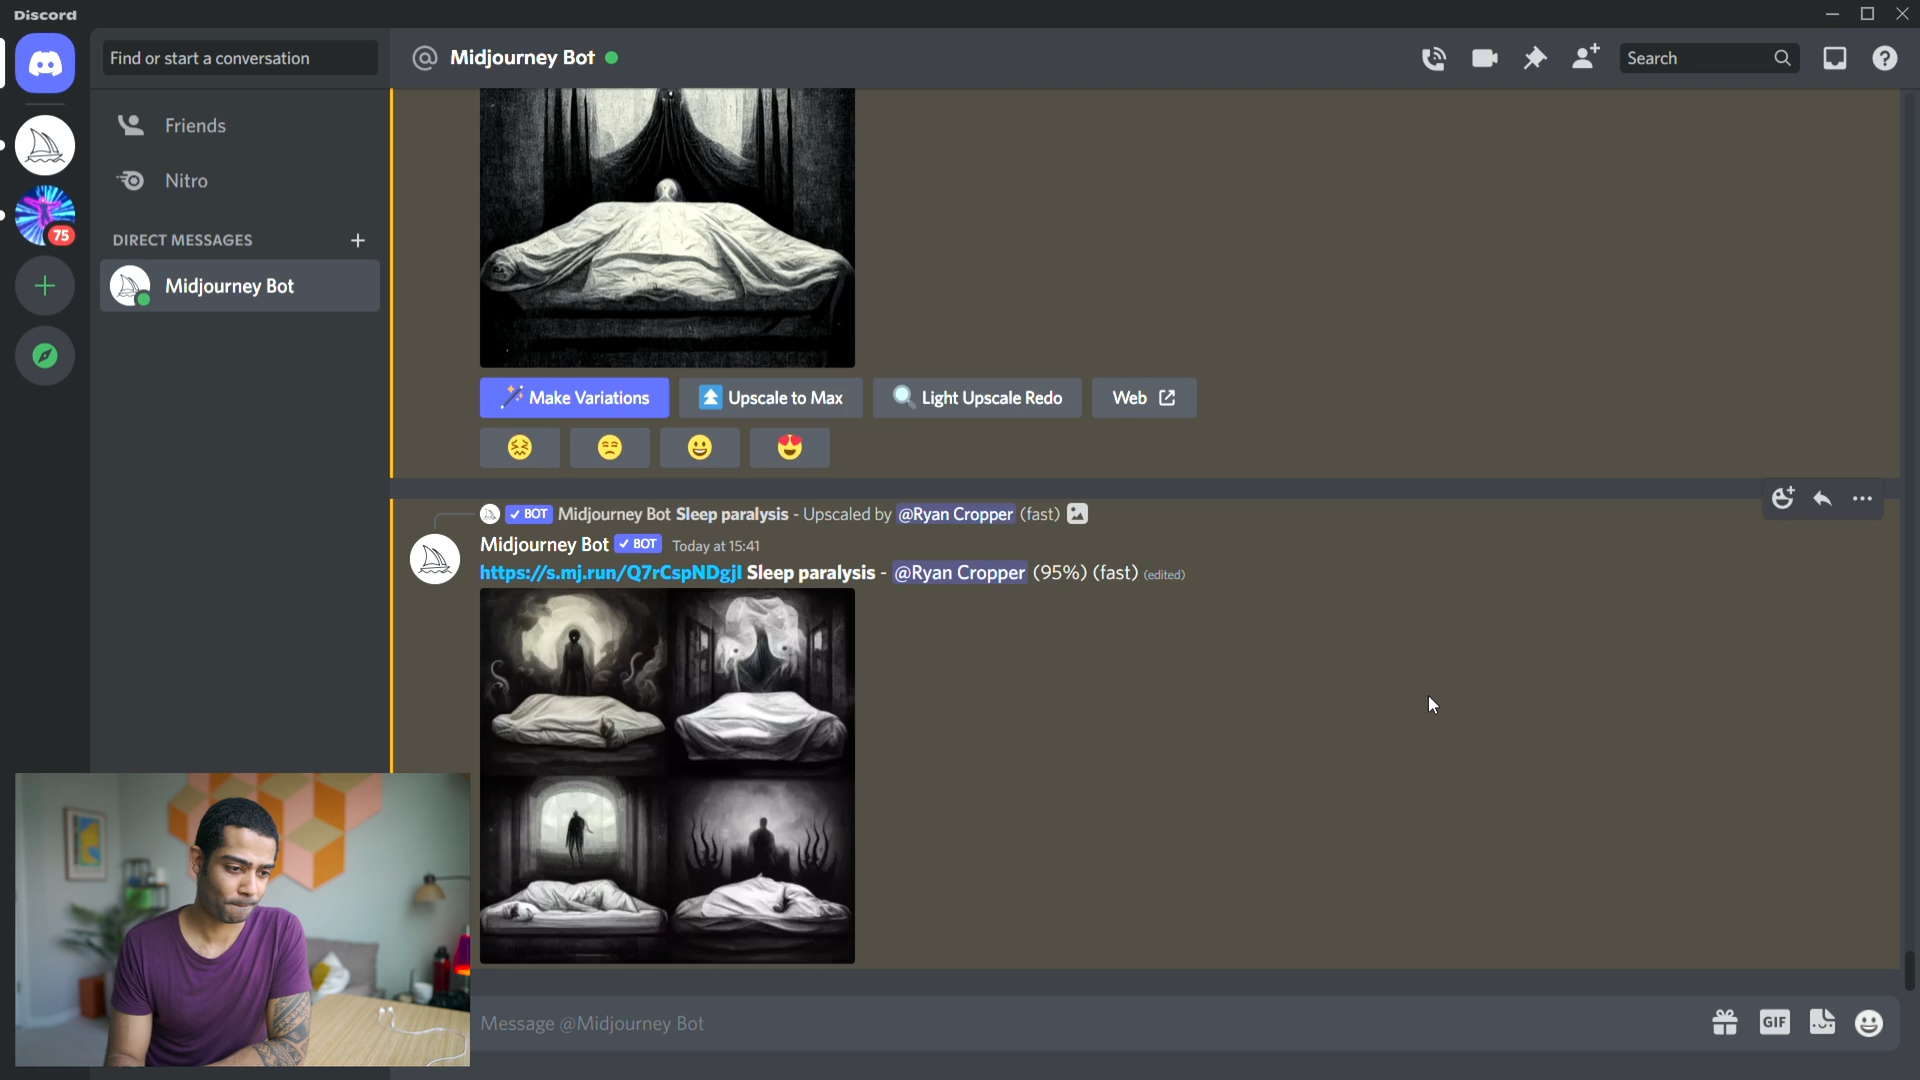 Discord
Find or start a conversation
Midjourney Bot
Search
Friends
Nitro
75
DIRECT MESSAGES
Midjourney Bot
Make Variations
Upscale to Max
Light Upscale Redo
Web
BOT Midjourney Bot Sleep paralysis - Upscaled by @Ryan Cropper (fast)
Midjourney Bot BOT Today at 15:41
https://s.mj.run/Q7rCspNDgjI Sleep paralysis - @Ryan Cropper (95%) (fast) (edited)
Message @Midjourney Bot
GIF